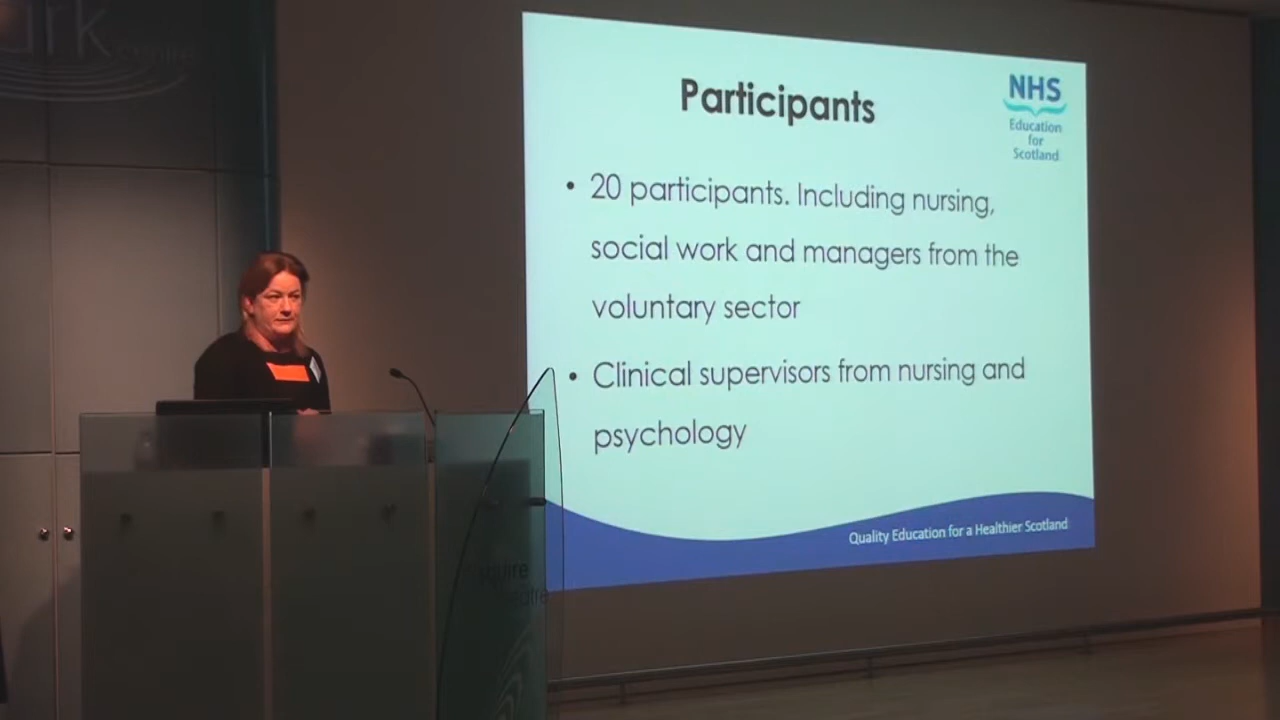 Participants
NHS
Education
for
Scotland
• 20 participants. Including nursing,
social work and managers from the
voluntary sector
• Clinical supervisors from nursing and
psychology
Quality Education for a Healthier Scotland